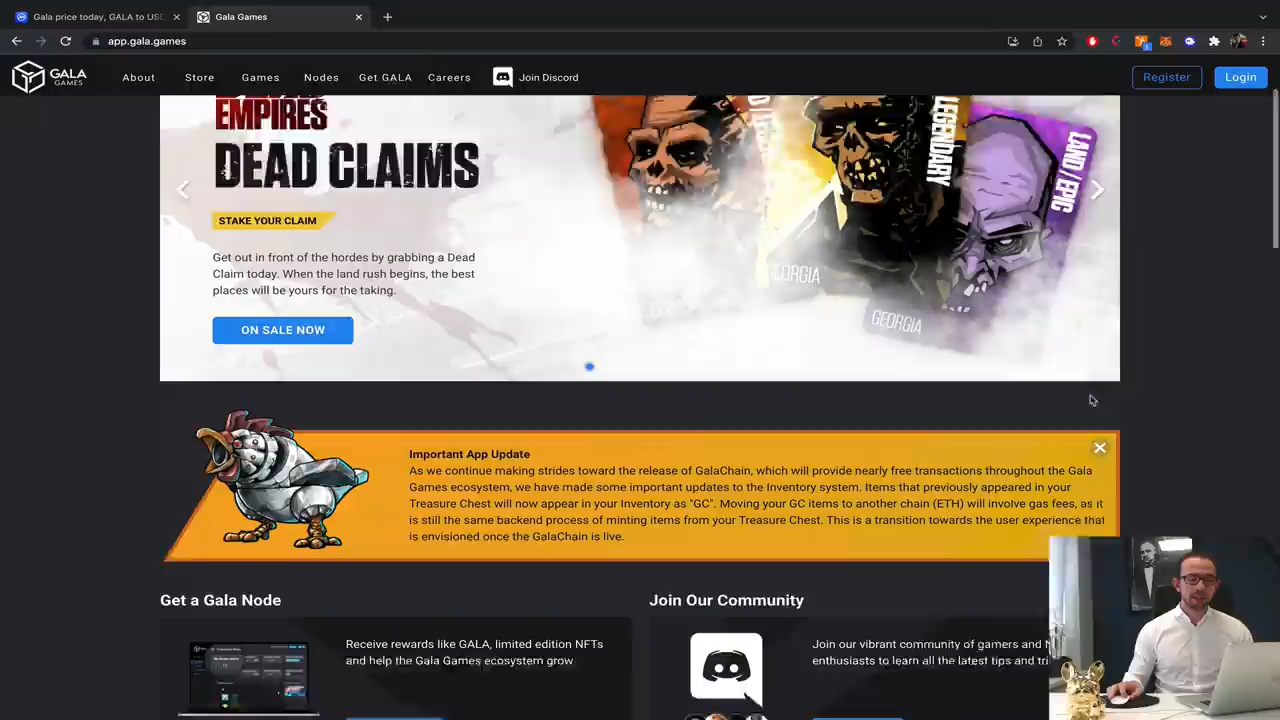 Gala price today, GALA to USD
Gala Games
app.gala.games
GALA
GAMES
About
Store
Games
Nodes
Get GALA
Careers
Join Discord
Register
Login
EMPIRES
DEAD CLAIMS
STAKE YOUR CLAIM
Get out in front of the hordes by grabbing a Dead
Claim today. When the land rush begins, the best
places will be yours for the taking.
ON SALE NOW
LEGENDARY
LAND / EPIC
GEORGIA
GEORGIA
Important App Update
As we continue making strides toward the release of GalaChain, which will provide nearly free transactions throughout the Gala
Games ecosystem, we have made some important updates to the Inventory system. Items that previously appeared in your
Treasure Chest will now appear in your Inventory as "GC". Moving your GC items to another chain (ETH) will involve gas fees, as it
is still the same backend process of minting items from your Treasure Chest. This is a transition towards the user experience that
is envisioned once the GalaChain is live.
Get a Gala Node
Receive rewards like GALA, limited edition NFTs
and help the Gala Games ecosystem grow
Join Our Community
Join our vibrant community of gamers and N
enthusiasts to learn all the latest tips and tri